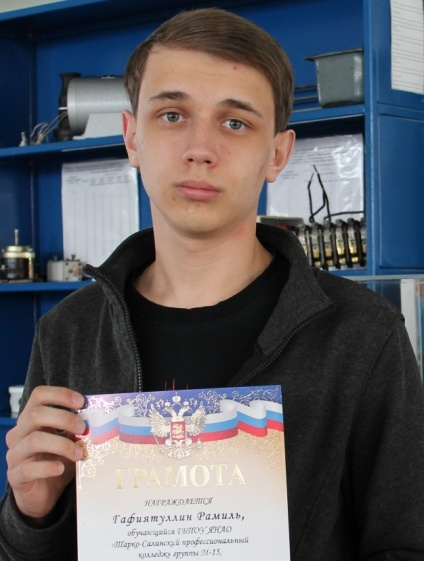 ГРАМОТА
НАГРАЖДАЕТСЯ
Гафиятуллин Рамиль,
обучающийся ГБПОУ ЯНАО
«Тарко-Салинский профессиональный
колледж» группы М-15,